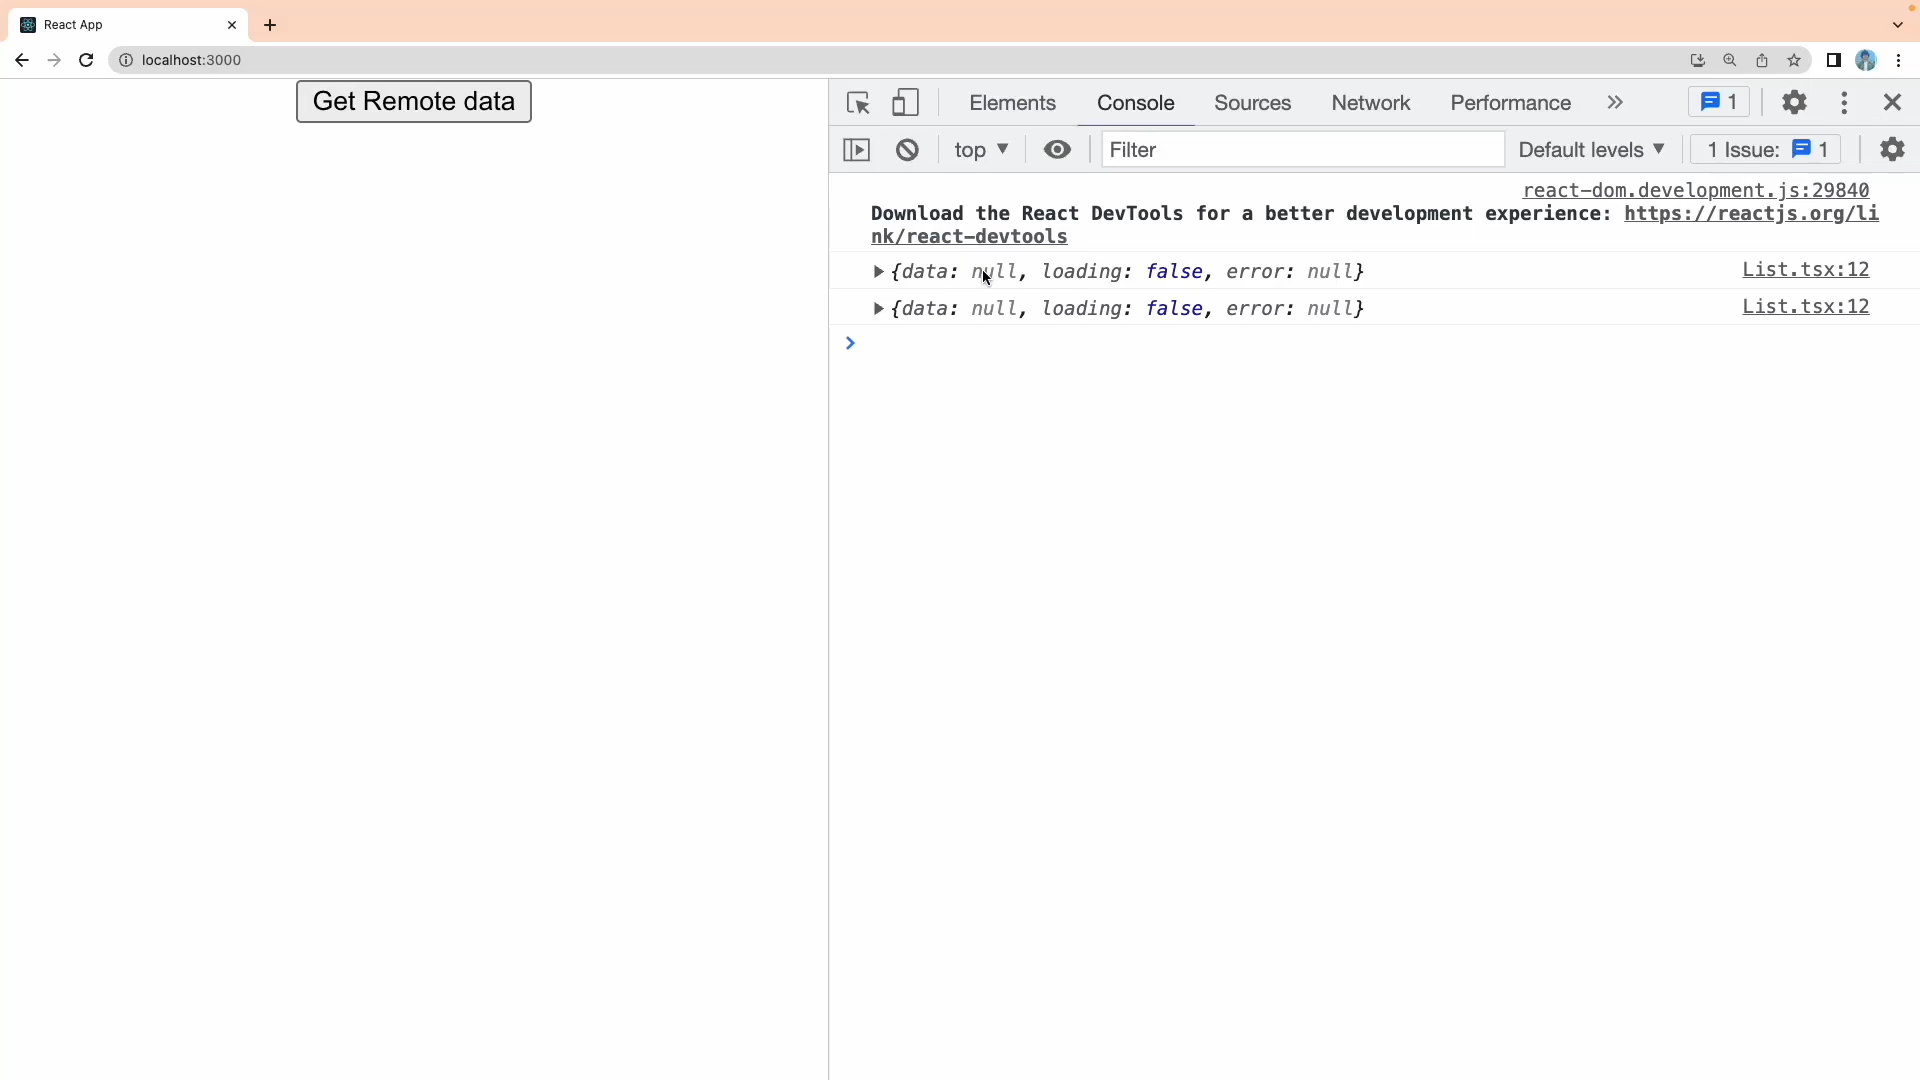 React App
localhost:3000
Get Remote data
Elements Console Sources Network Performance 1
top Filter Default levels 1 Issue: 1
react-dom.development.js:29840
Download the React DevTools for a better development experience: https://reactjs.org/li
nk/react-devtools
{data: null, loading: false, error: null} List.tsx:12
{data: null, loading: false, error: null} List.tsx:12